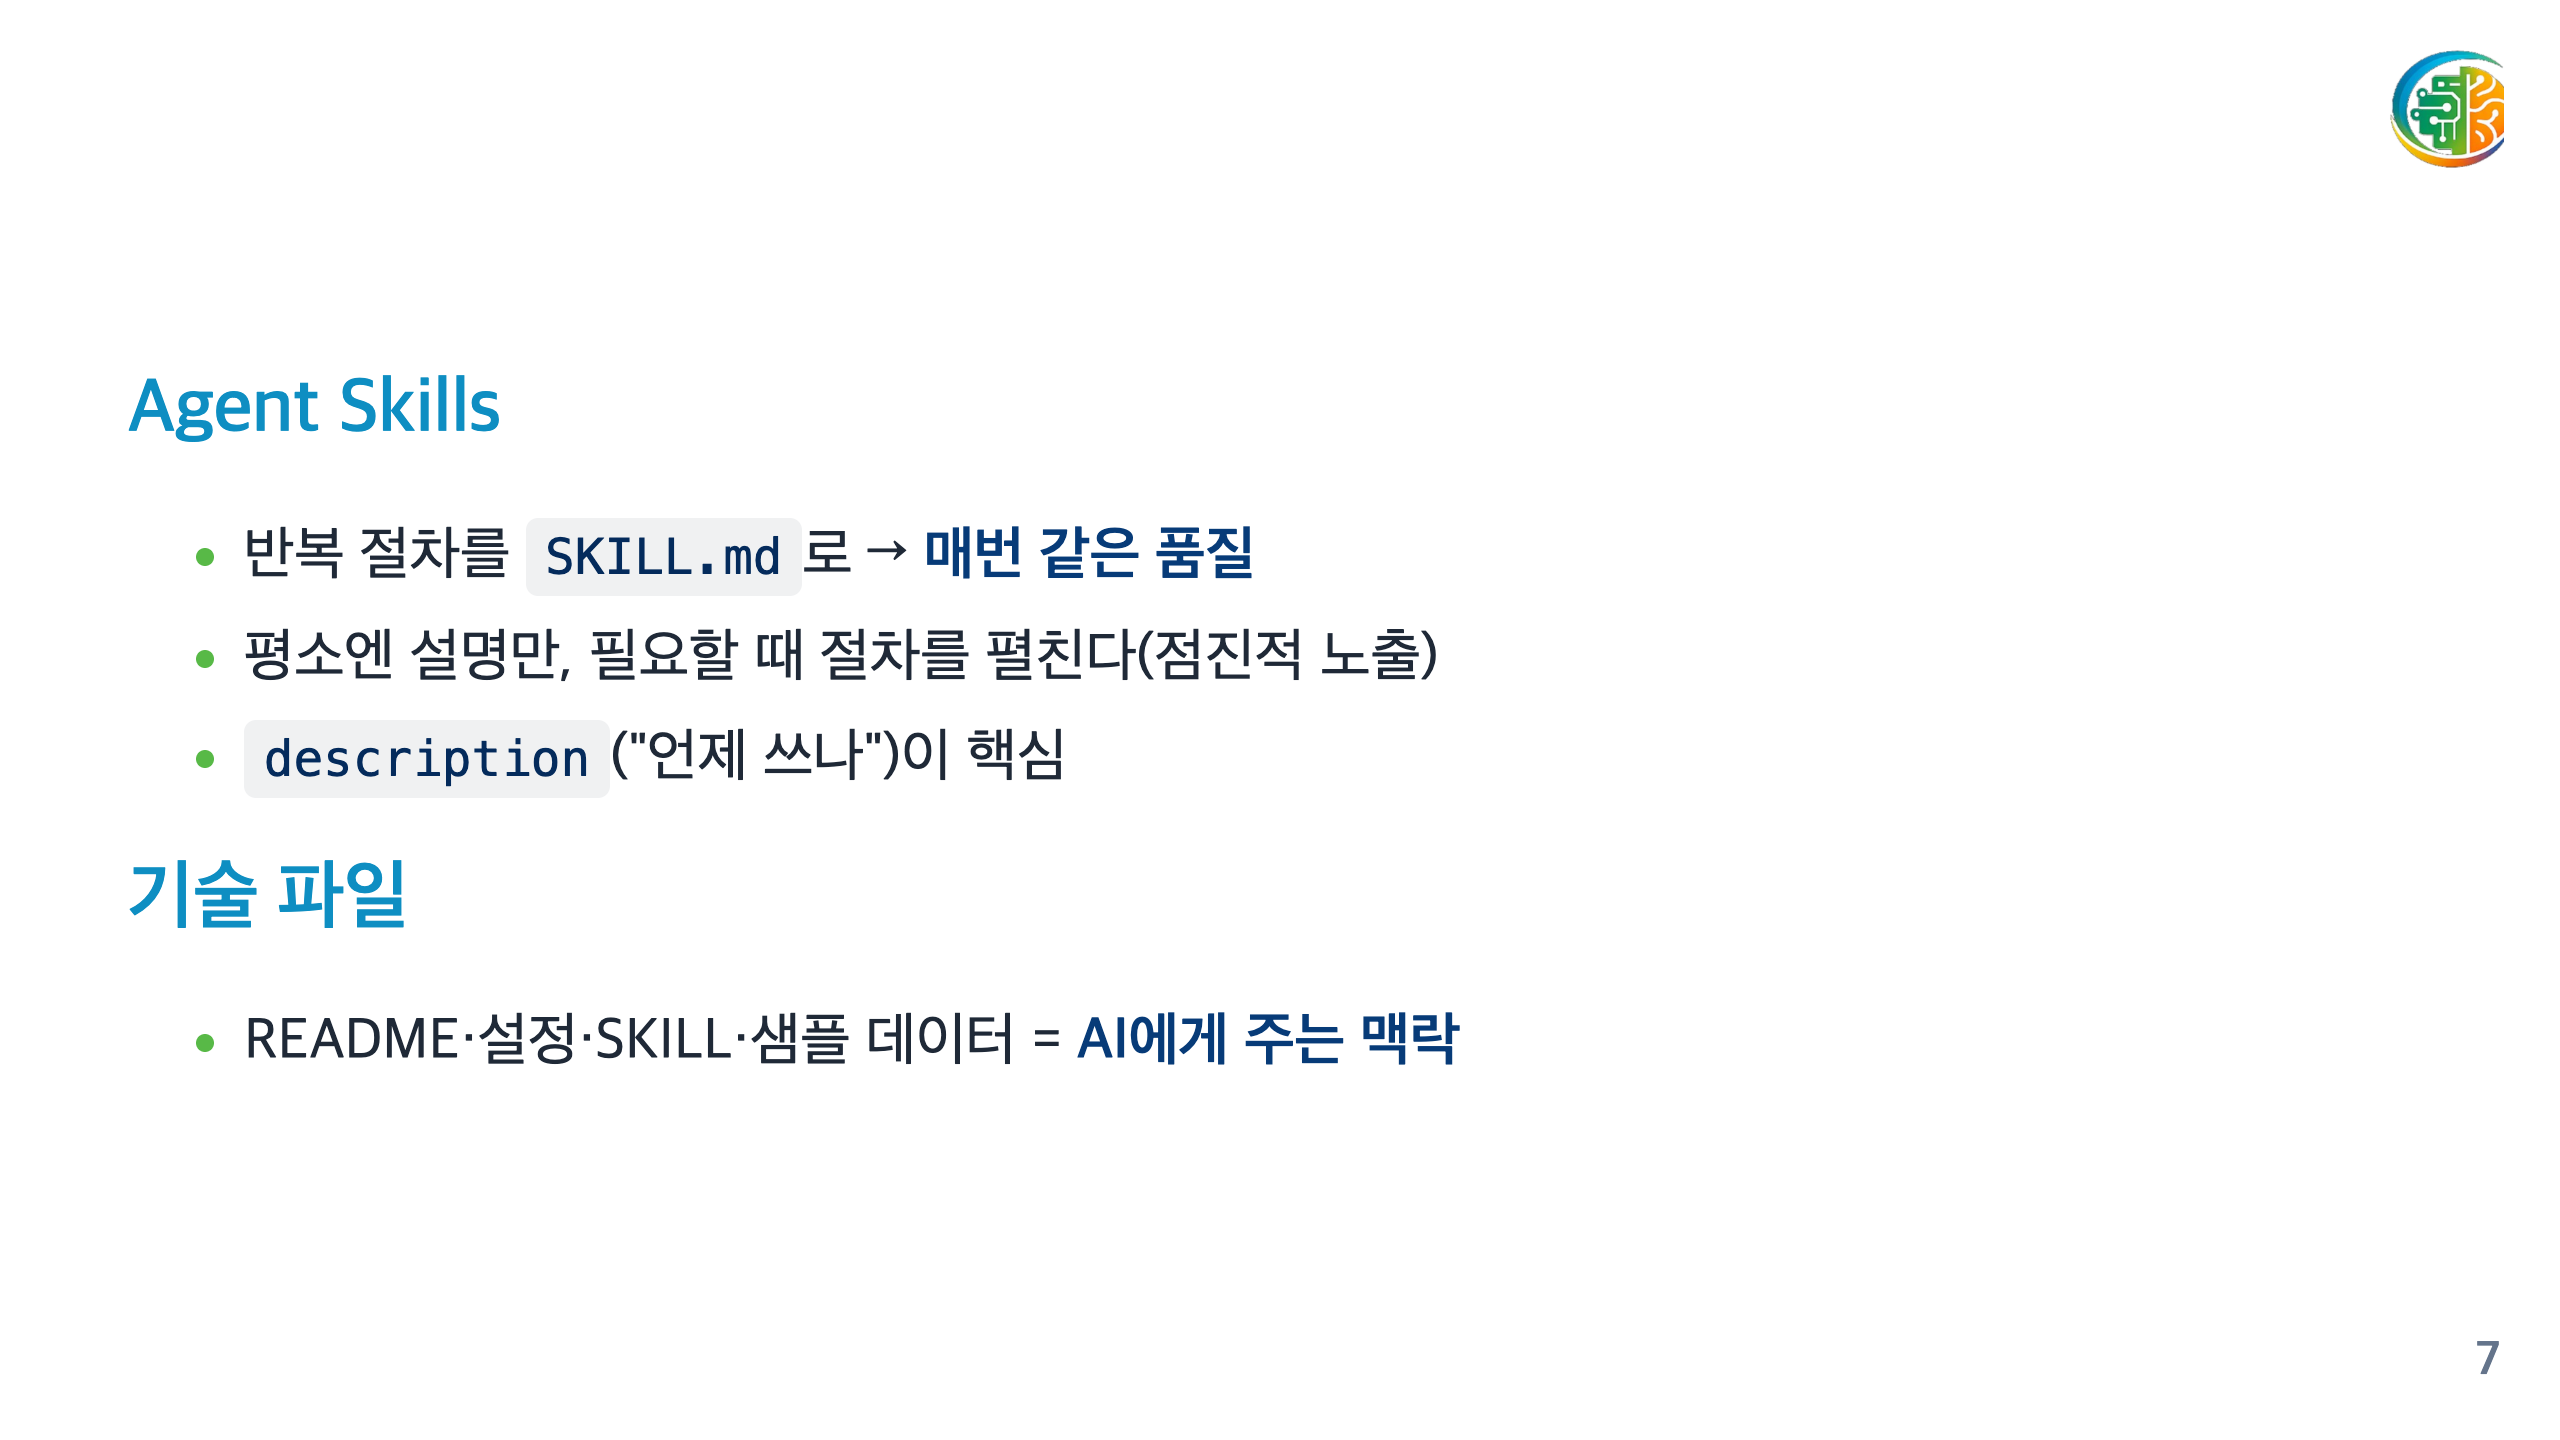 Agent Skills
반복 절차를 SKILL.md로 → 매번 같은 품질
평소엔 설명만, 필요할 때 절차를 펼친다(점진적 노출)
description("언제 쓰나")이 핵심
기술 파일
README·설정·SKILL·샘플 데이터 = AI에게 주는 맥락
7